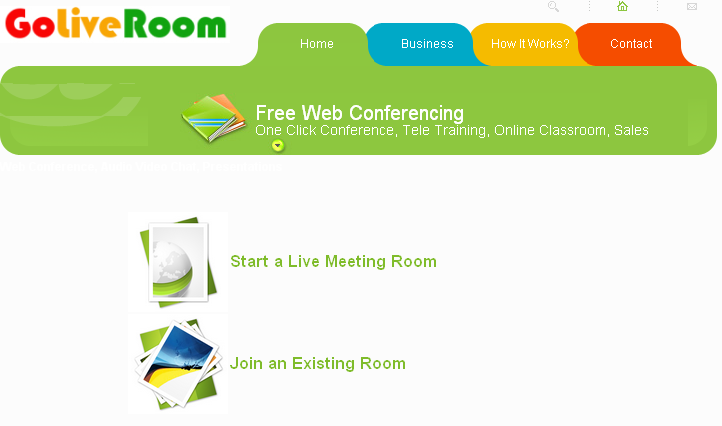 GoLiveRoom
Home
Business
How It Works?
Contact
Free Web Conferencing
One Click Conference, Tele Training, Online Classroom, Sales
Start a Live Meeting Room
Join an Existing Room